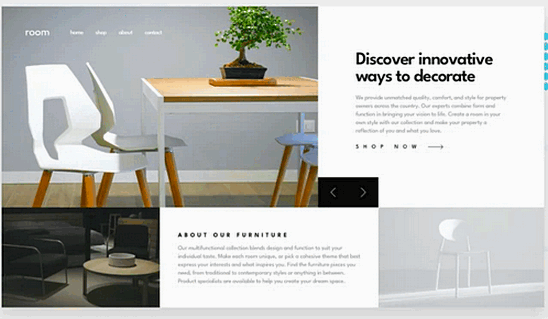 room
home shop about contact
Discover innovative
ways to decorate
We provide unmatched quality, comfort, and style for property
owners across the country. Our experts combine form and
function in bringing your vision to life. Create a room in your
own style with our collection and make your property a
reflection of you and what you love.
SHOP NOW
ABOUT OUR FURNITURE
Our multifunctional collection blends design and function to suit your
individual taste. Make each room unique, or pick a cohesive theme that best
express your interests and what inspires you. Find the furniture pieces you
need, from traditional to contemporary styles or anything in between.
Product specialists are available to help you create your dream space.